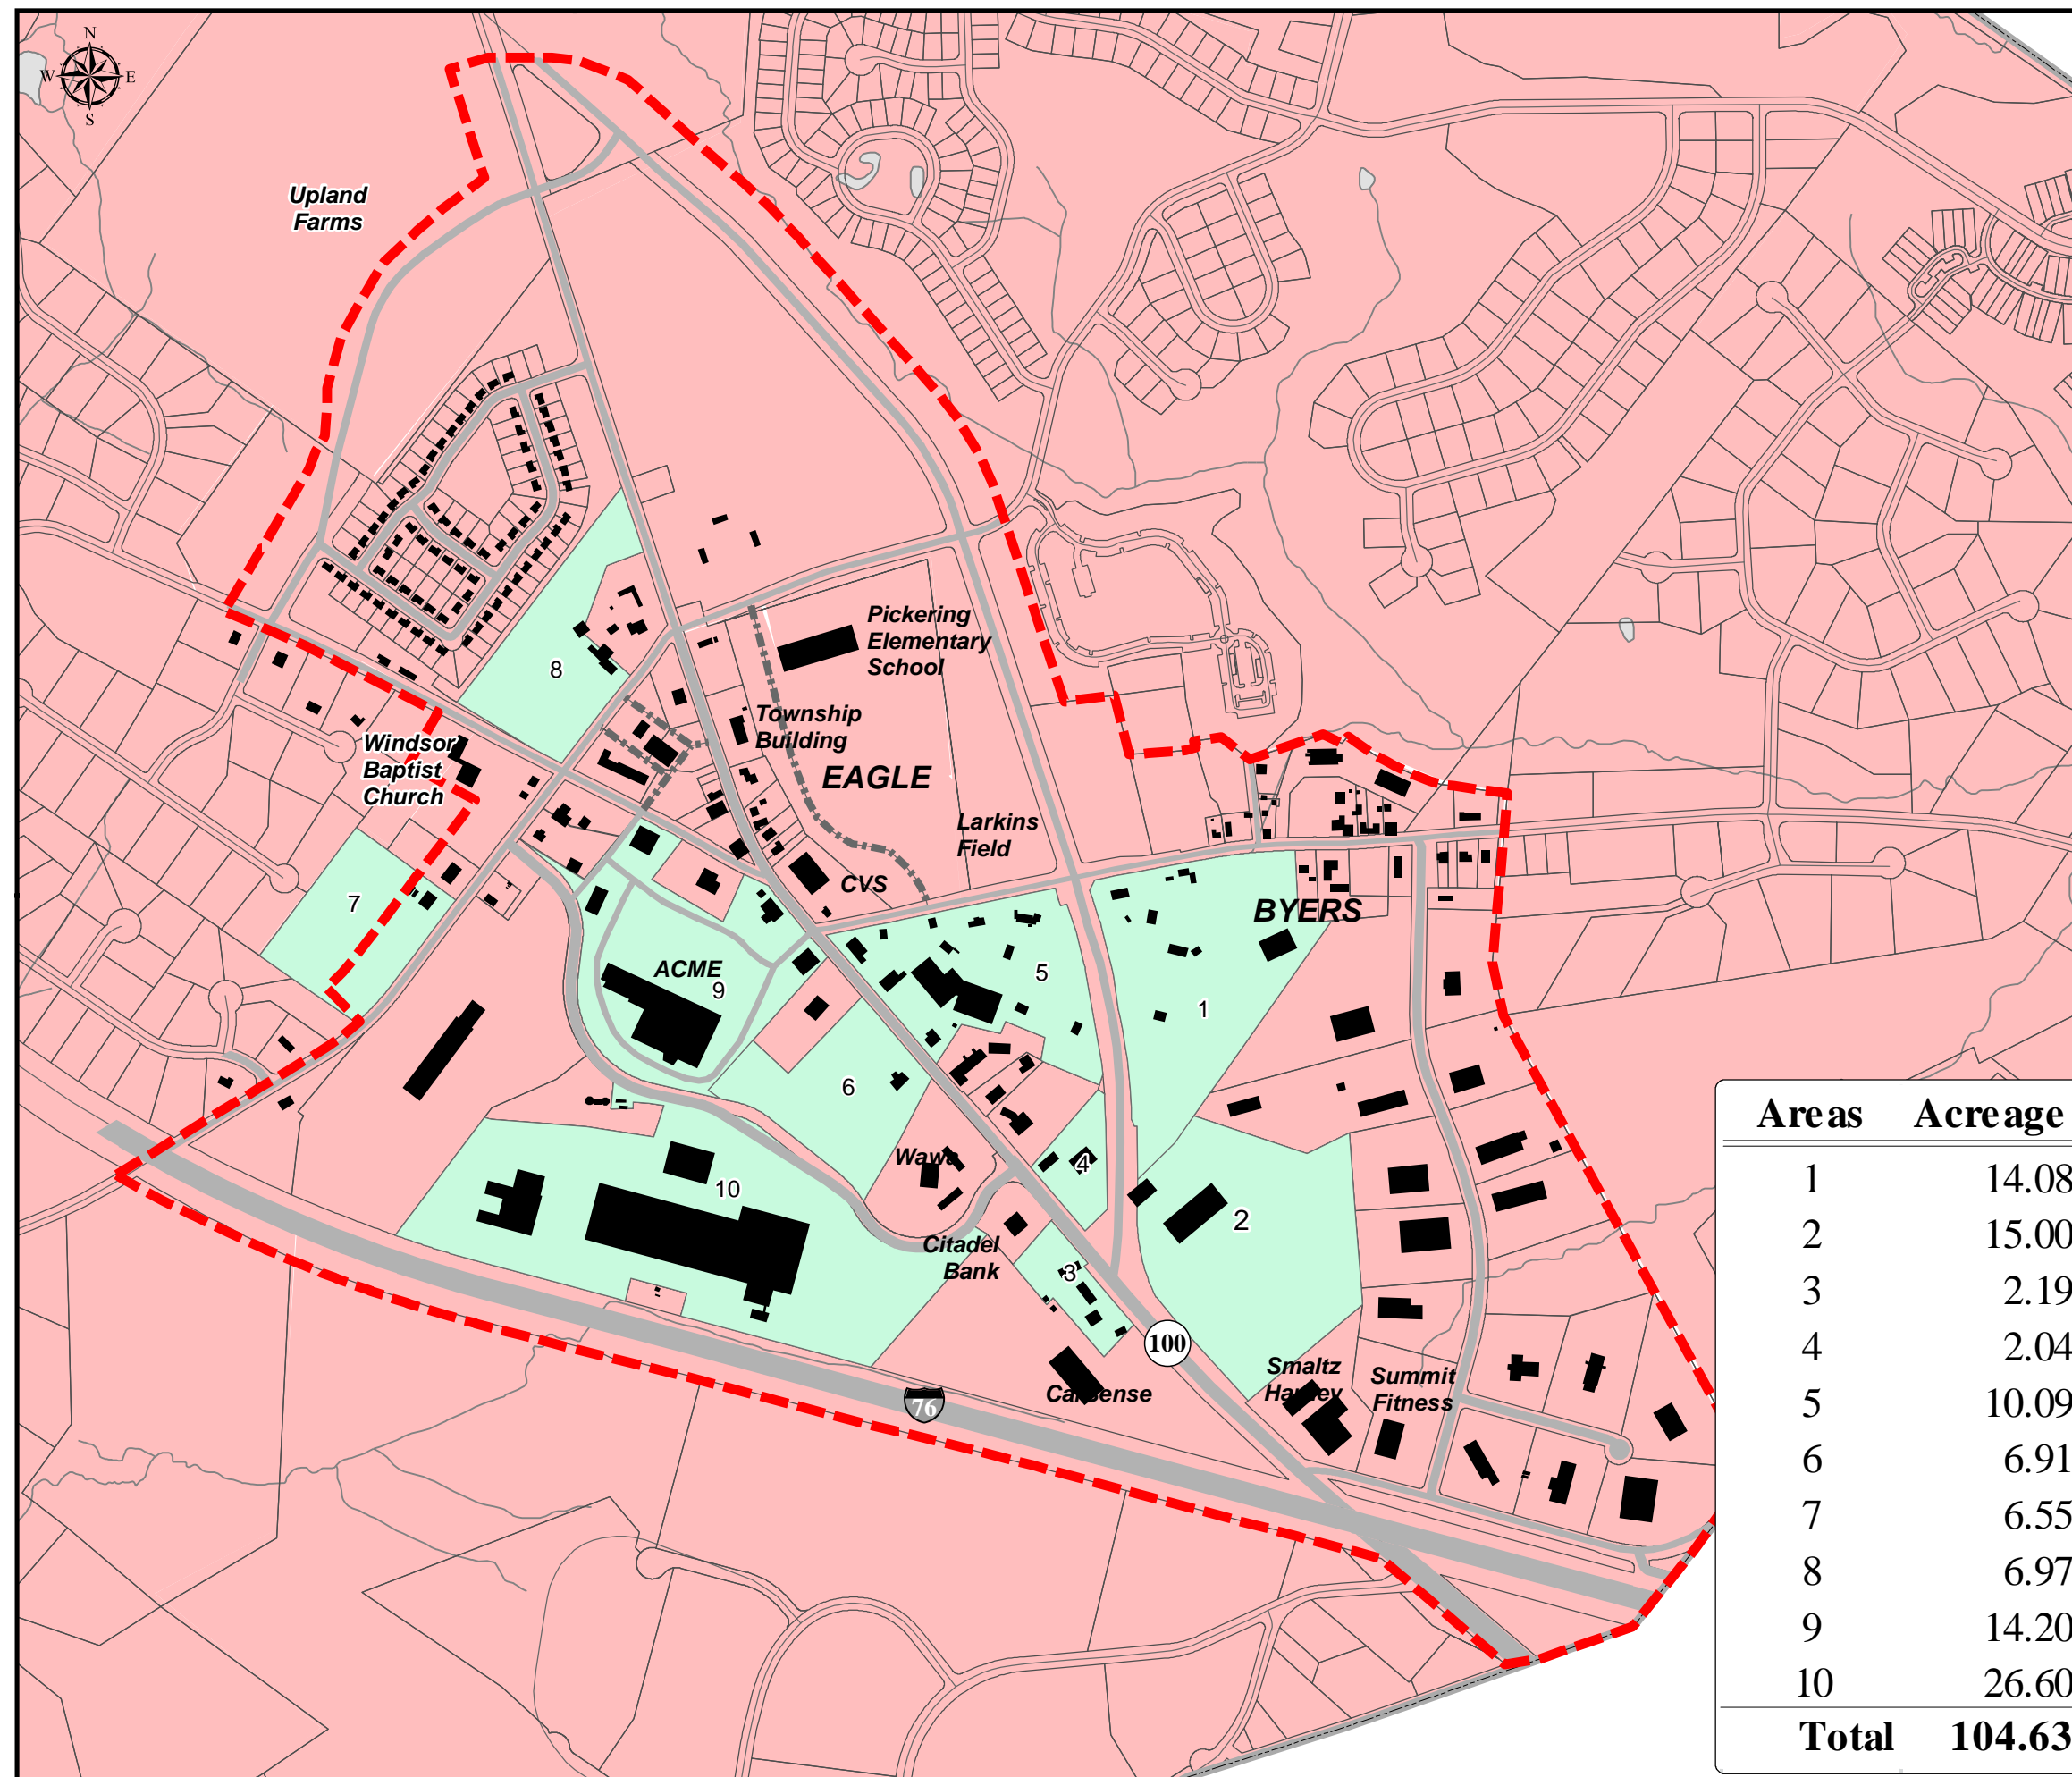 N
W E
S
Upland
Farms
Pickering
Elementary
School
8
Township
Building
Windsor
Baptist
Church
EAGLE
Larkins
Field
CVS
7
BYERS
ACME
9
5
1
6
Wawa
4
10
2
Citadel
Bank
3
100
Smaltz
Harley
Summit
Fitness
Carsense
76
Areas Acreage
1 14.08
2 15.00
3 2.19
4 2.04
5 10.09
6 6.91
7 6.55
8 6.97
9 14.20
10 26.60
Total 104.63